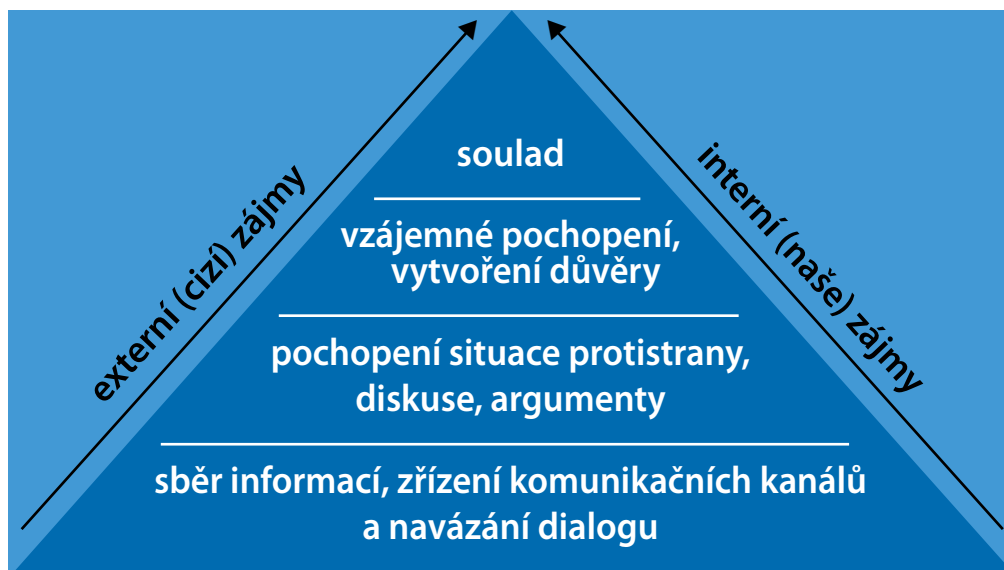 externí (cizí) zájmy
interní (naše) zájmy
soulad
vzájemné pochopení,
vytvoření důvěry
pochopení situace protistrany,
diskuse, argumenty
sběr informací, zřízení komunikačních kanálů
a navázání dialogu